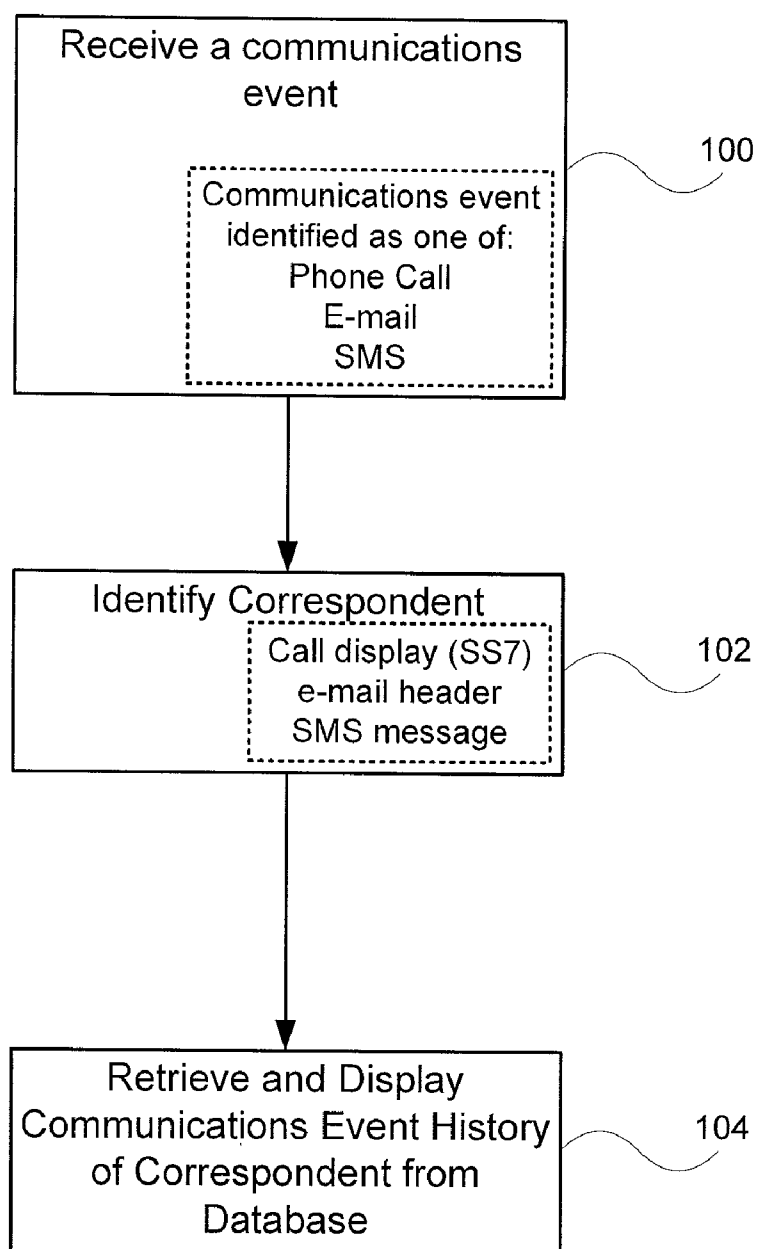 Receive a communications
event
100
Communications event
identified as one of:
Phone Call
E-mail
SMS
Identify Correspondent
102
Call display (SS7)
e-mail header
SMS message
Retrieve and Display
Communications Event History
of Correspondent from
Database
104